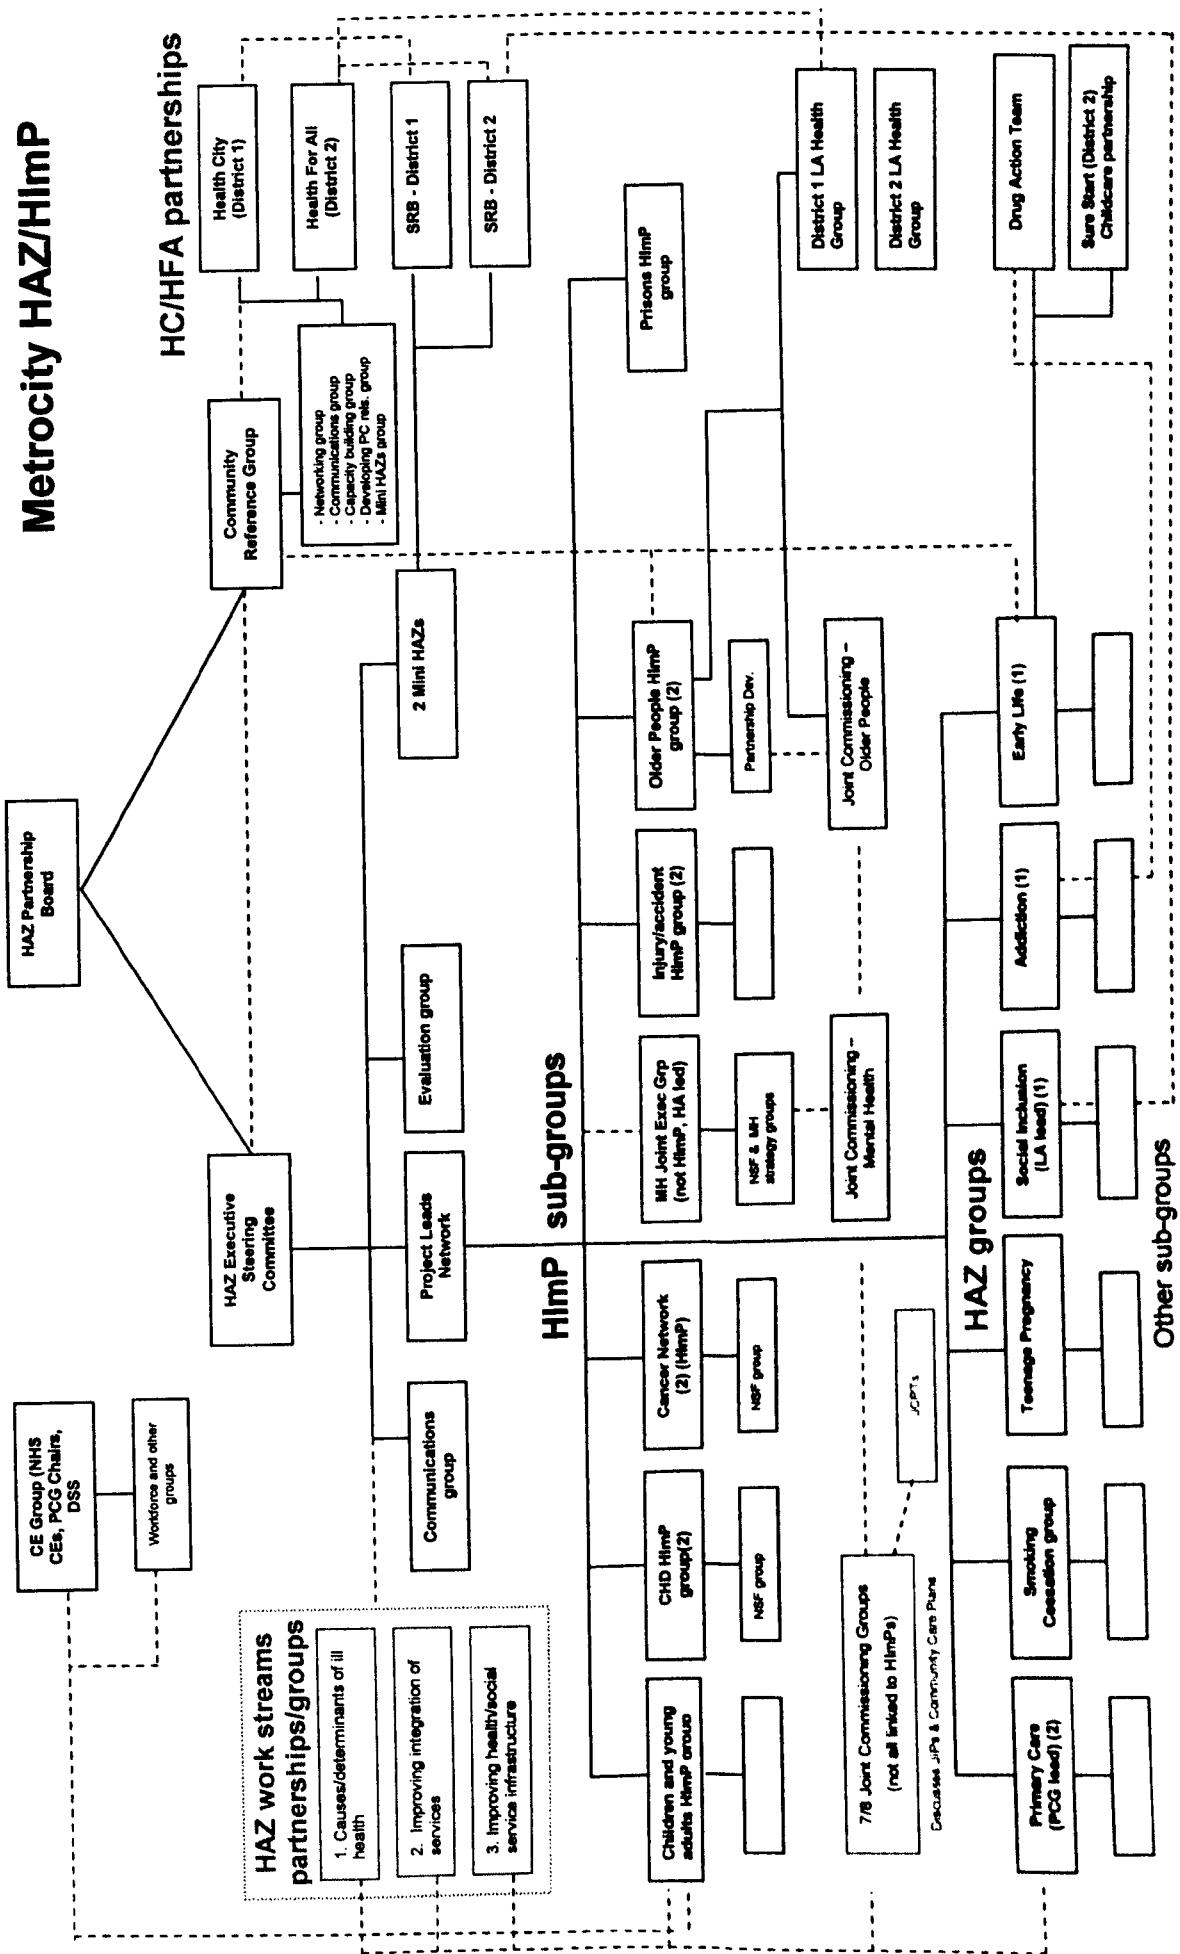 Metrocity HAZ/HImP
HAZ Partnership
Board
CE Group (NHS
CEs, PCG Chairs,
DSS
Workforce and other
groups
HAZ Executive
Steering
Committee
Community
Reference Group
HC/HFA partnerships
Health City
(District 1)
Health For All
(District 2)
SRB - District 1
SRB - District 2
- Networking group
- Communications group
- Capacity building group
- Developing PC rels. group
- Mini HAZs group
HAZ work streams
partnerships/groups
1. Causes/determinants of ill
health
2. Improving integration of
services
3. Improving health/social
service infrastructure
Communications
group
Project Leads
Network
Evaluation group
2 Mini HAZs
HImP sub-groups
Children and young
adults HImP group
CHD HImP
group(2)
NSF group
Cancer Network
(2) (HImP)
NSF group
MH Joint Exec Grp
(not HImP, HA led)
NSF & MH
strategy groups
Injury/accident
HImP group (2)
Older People HImP
group (2)
Partnership Dev.
Prisons HImP
group
7/8 Joint Commissioning Groups
(not all linked to HImPs)
Discusses JIPs & Community Care Plans
JCPTs
Joint Commissioning –
Mental Health
Joint Commissioning –
Older People
District 1 LA Health
Group
District 2 LA Health
Group
HAZ groups
Primary Care
(PCG lead) (2)
Smoking
Cessation group
Teenage Pregnancy
Social Inclusion
(LA lead) (1)
Addiction (1)
Early Life (1)
Drug Action Team
Sure Start (District 2)
Childcare partnership
Other sub-groups